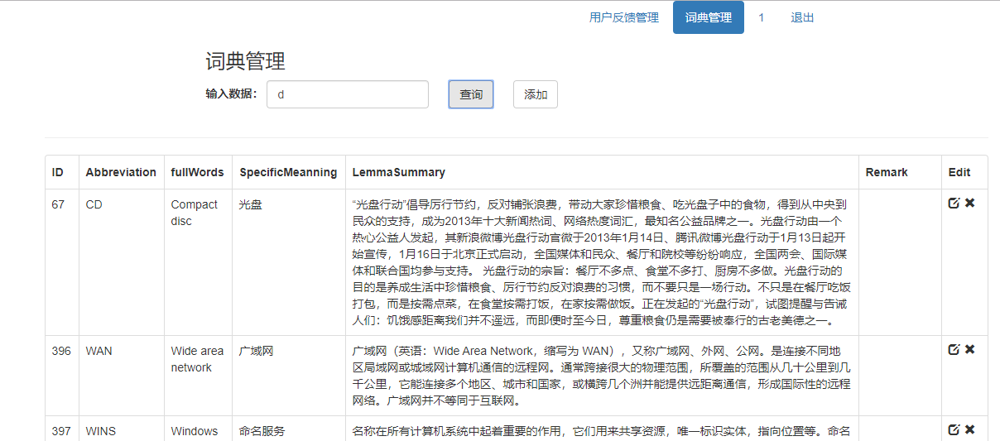 用户反馈管理 词典管理 1 退出
词典管理
输入数据： d 查询 添加
ID Abbreviation fullWords SpecificMeanning LemmaSummary Remark Edit
67 CD Compact disc 光盘
“光盘行动”倡导厉行节约，反对铺张浪费，带动大家珍惜粮食、吃光盘子中的食物，得到从中央到
民众的支持，成为2013年十大新闻热词、网络热度词汇，最知名公益品牌之一。光盘行动由一个
热心公益人发起，其新浪微博光盘行动官微于2013年1月14日、腾讯微博光盘行动于1月13日起开
始宣传，1月16日于北京正式启动，全国媒体和民众、餐厅和院校等纷纷响应，全国两会、国际媒
体和联合国均参与支持。 光盘行动的宗旨：餐厅不多点、食堂不多打、厨房不多做。光盘行动的
目的是养成生活中珍惜粮食、厉行节约反对浪费的习惯，而不要只是一场行动。不只是在餐厅吃饭
打包，而是按需点菜，在食堂按需打饭，在家按需做饭。正在发起的“光盘行动”，试图提醒与告诫
人们：饥饿感距离我们并不遥远，而即便时至今日，尊重粮食仍是需要被奉行的古老美德之一。
396 WAN Wide area network 广域网
广域网（英语：Wide Area Network，缩写为 WAN），又称广域网、外网、公网。是连接不同地
区局域网或城域网计算机通信的远程网。通常跨接很大的物理范围，所覆盖的范围从几十公里到几
千公里，它能连接多个地区、城市和国家，或横跨几个洲并能提供远距离通信，形成国际性的远程
网络。广域网并不等同于互联网。
397 WINS Windows 命名服务
名称在所有计算机系统中起着重要的作用，它们用来共享资源，唯一标识实体，指向位置等。命名